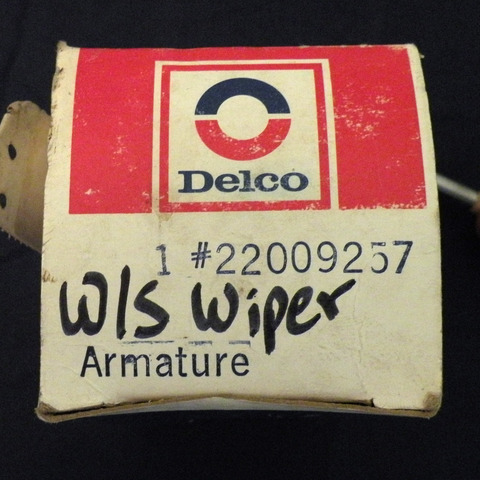 Delco
1 #22009257
W/S Wiper
Armature